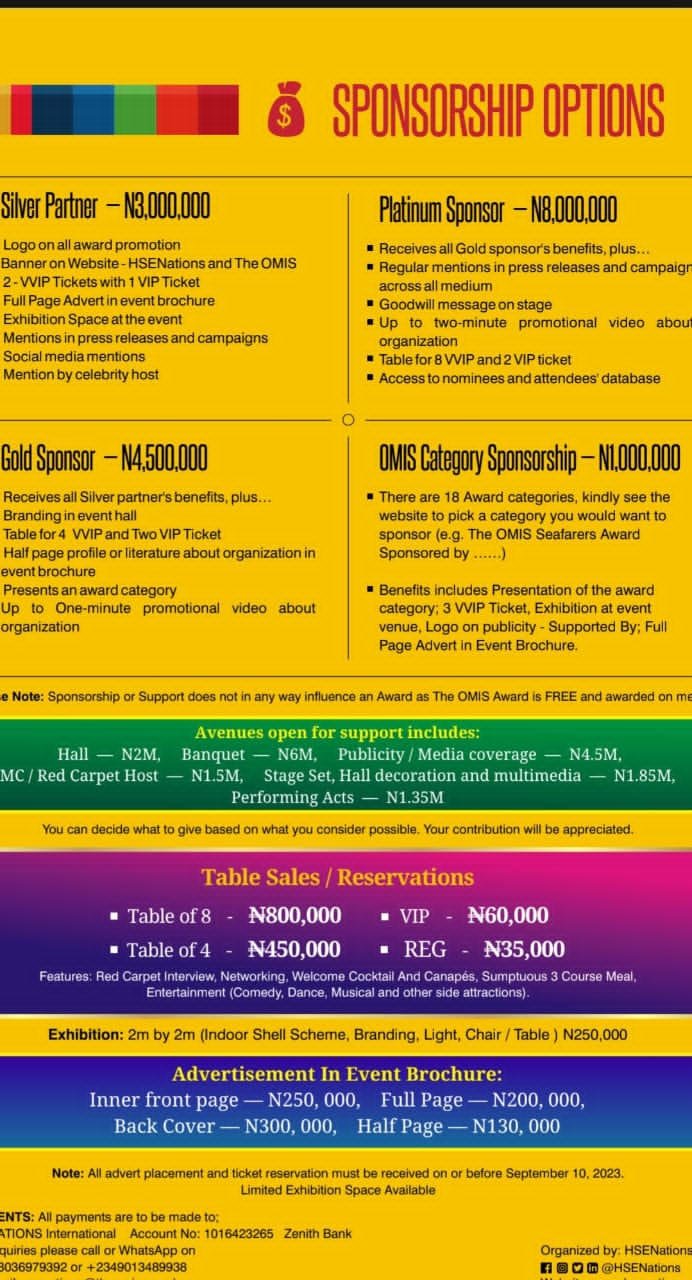 SPONSORSHIP OPTIONS
Silver Partner – N3,000,000
Logo on all award promotion
Banner on Website - HSENations and The OMIS
2 - VVIP Tickets with 1 VIP Ticket
Full Page Advert in event brochure
Exhibition Space at the event
Mentions in press releases and campaigns
Social media mentions
Mention by celebrity host
Platinum Sponsor – N8,000,000
▪ Receives all Gold sponsor's benefits, plus…
▪ Regular mentions in press releases and campaign
across all medium
▪ Goodwill message on stage
▪ Up to two-minute promotional video about
organization
▪ Table for 8 VVIP and 2 VIP ticket
▪ Access to nominees and attendees' database
Gold Sponsor – N4,500,000
Receives all Silver partner's benefits, plus…
Branding in event hall
Table for 4 VVIP and Two VIP Ticket
Half page profile or literature about organization in
event brochure
Presents an award category
Up to One-minute promotional video about
organization
OMIS Category Sponsorship – N1,000,000
▪ There are 18 Award categories, kindly see the
website to pick a category you would want to
sponsor (e.g. The OMIS Seafarers Award
Sponsored by ……)
▪ Benefits includes Presentation of the award
category; 3 VVIP Ticket, Exhibition at event
venue, Logo on publicity - Supported By; Full
Page Advert in Event Brochure.
e Note: Sponsorship or Support does not in any way influence an Award as The OMIS Award is FREE and awarded on me
Avenues open for support includes:
Hall — N2M, Banquet — N6M, Publicity / Media coverage — N4.5M,
MC / Red Carpet Host — N1.5M, Stage Set, Hall decoration and multimedia — N1.85M,
Performing Acts — N1.35M
You can decide what to give based on what you consider possible. Your contribution will be appreciated.
Table Sales / Reservations
▪ Table of 8 - ₦800,000 ▪ VIP - ₦60,000
▪ Table of 4 - ₦450,000 ▪ REG - ₦35,000
Features: Red Carpet Interview, Networking, Welcome Cocktail And Canapés, Sumptuous 3 Course Meal,
Entertainment (Comedy, Dance, Musical and other side attractions).
Exhibition: 2m by 2m (Indoor Shell Scheme, Branding, Light, Chair / Table ) N250,000
Advertisement In Event Brochure:
Inner front page — N250, 000, Full Page — N200, 000,
Back Cover — N300, 000, Half Page — N130, 000
Note: All advert placement and ticket reservation must be received on or before September 10, 2023.
Limited Exhibition Space Available
ENTS: All payments are to be made to;
ATIONS International Account No: 1016423265 Zenith Bank
quiries please call or WhatsApp on
8036979392 or +2349013489938
Organized by: HSENations
@HSENations